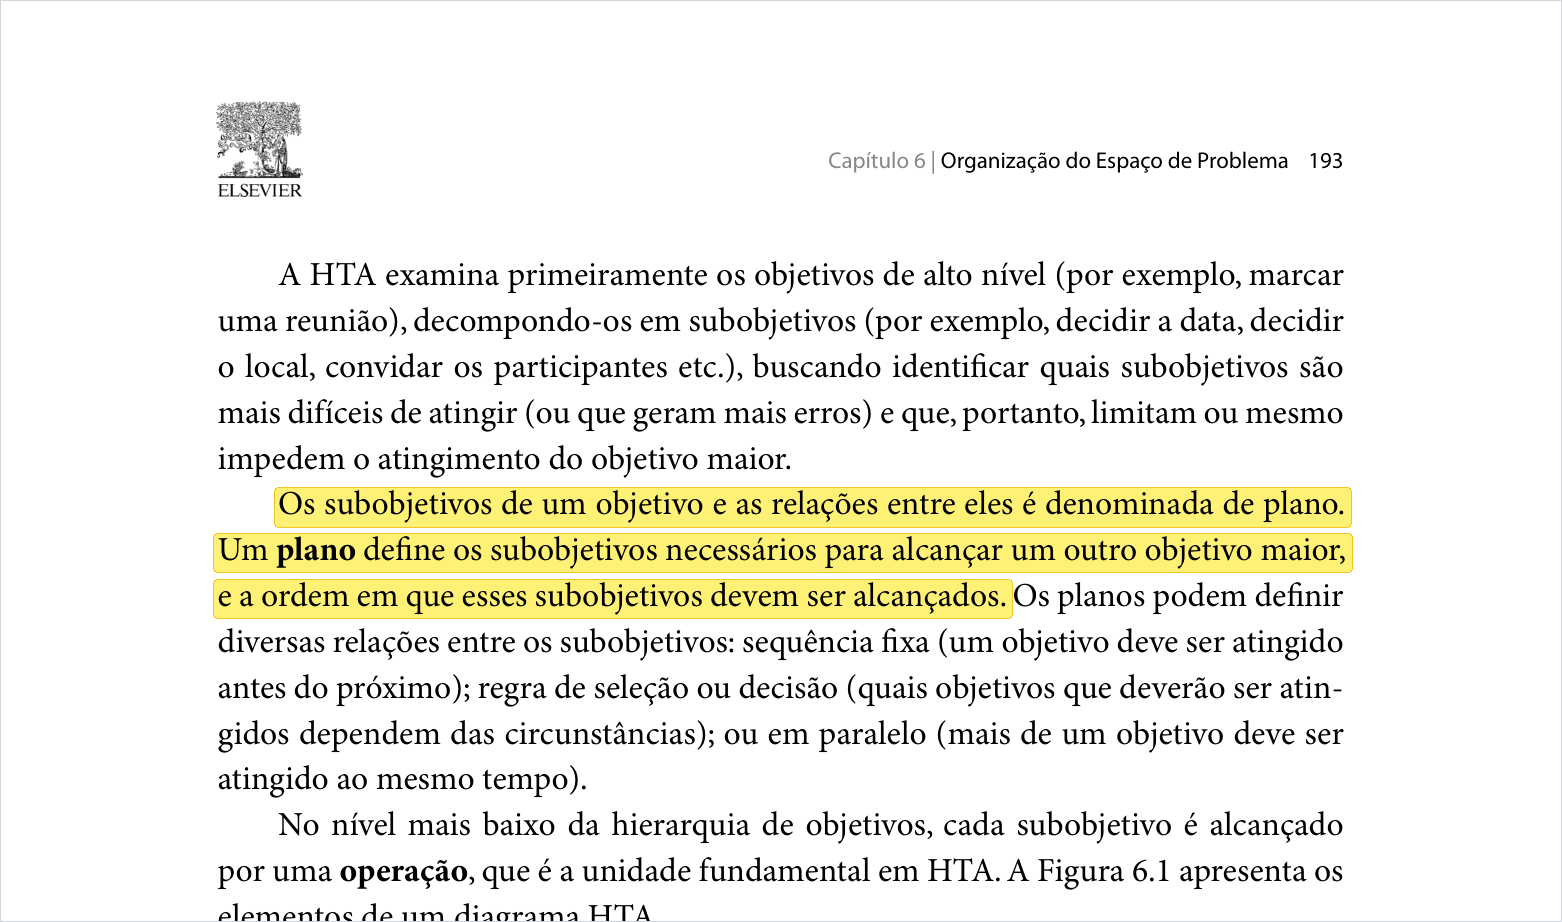 ELSEVIER
Capítulo 6 | Organização do Espaço de Problema 193
A HTA examina primeiramente os objetivos de alto nível (por exemplo, marcar
uma reunião), decompondo-os em subobjetivos (por exemplo, decidir a data, decidir
o local, convidar os participantes etc.), buscando identificar quais subobjetivos são
mais difíceis de atingir (ou que geram mais erros) e que, portanto, limitam ou mesmo
impedem o atingimento do objetivo maior.
Os subobjetivos de um objetivo e as relações entre eles é denominada de plano.
Um plano define os subobjetivos necessários para alcançar um outro objetivo maior,
e a ordem em que esses subobjetivos devem ser alcançados. Os planos podem definir
diversas relações entre os subobjetivos: sequência fixa (um objetivo deve ser atingido
antes do próximo); regra de seleção ou decisão (quais objetivos que deverão ser atin-
gidos dependem das circunstâncias); ou em paralelo (mais de um objetivo deve ser
atingido ao mesmo tempo).
No nível mais baixo da hierarquia de objetivos, cada subobjetivo é alcançado
por uma operação, que é a unidade fundamental em HTA. A Figura 6.1 apresenta os
elementos de um diagrama HTA.